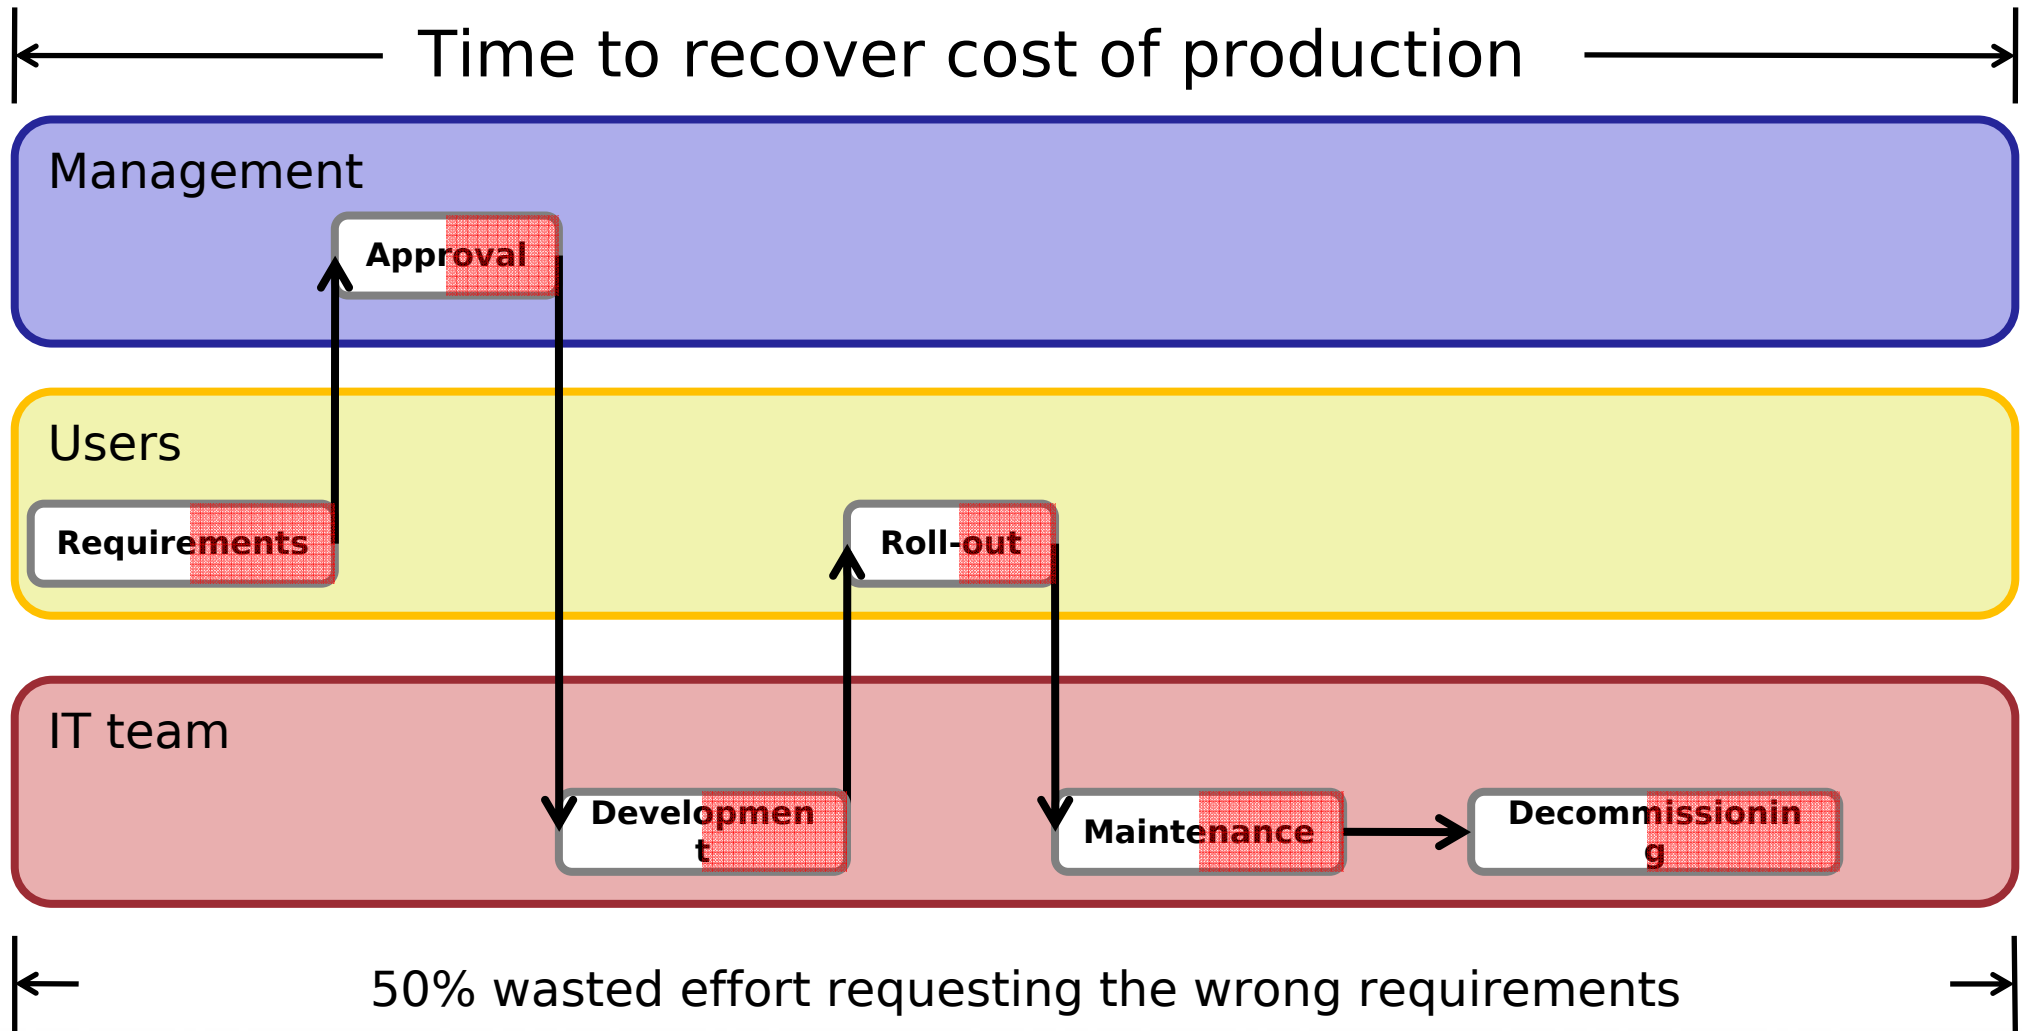 Time to recover cost of production
Management
Approval
Users
Requirements
Roll-out
IT team
Developmen
t
Maintenance
Decommissionin
g
50% wasted effort requesting the wrong requirements